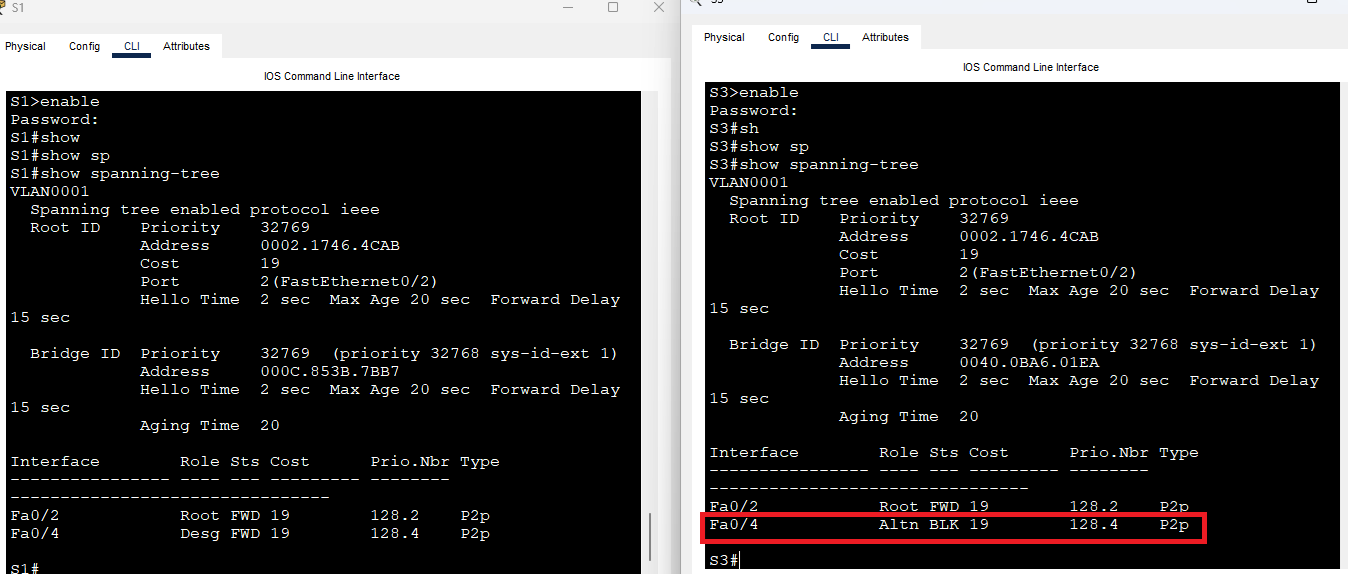 S1
Physical Config CLI Attributes
IOS Command Line Interface
S1>enable
Password:
S1#show
S1#show sp
S1#show spanning-tree
VLAN0001
  Spanning tree enabled protocol ieee
  Root ID    Priority    32769
             Address     0002.1746.4CAB
             Cost        19
             Port        2(FastEthernet0/2)
             Hello Time  2 sec  Max Age 20 sec  Forward Delay
15 sec

  Bridge ID  Priority    32769  (priority 32768 sys-id-ext 1)
             Address     000C.853B.7BB7
             Hello Time  2 sec  Max Age 20 sec  Forward Delay
15 sec
             Aging Time  20

Interface        Role Sts Cost      Prio.Nbr Type
---------------- ---- --- --------- --------
--------------------------------
Fa0/2            Root FWD 19        128.2    P2p
Fa0/4            Desg FWD 19        128.4    P2p

S1#
Physical Config CLI Attributes
IOS Command Line Interface
S3>enable
Password:
S3#sh
S3#show sp
S3#show spanning-tree
VLAN0001
  Spanning tree enabled protocol ieee
  Root ID    Priority    32769
             Address     0002.1746.4CAB
             Cost        19
             Port        2(FastEthernet0/2)
             Hello Time  2 sec  Max Age 20 sec  Forward Delay
15 sec

  Bridge ID  Priority    32769  (priority 32768 sys-id-ext 1)
             Address     0040.0BA6.01EA
             Hello Time  2 sec  Max Age 20 sec  Forward Delay
15 sec
             Aging Time  20

Interface        Role Sts Cost      Prio.Nbr Type
---------------- ---- --- --------- --------
--------------------------------
Fa0/2            Root FWD 19        128.2    P2p
Fa0/4            Altn BLK 19        128.4    P2p

S3#